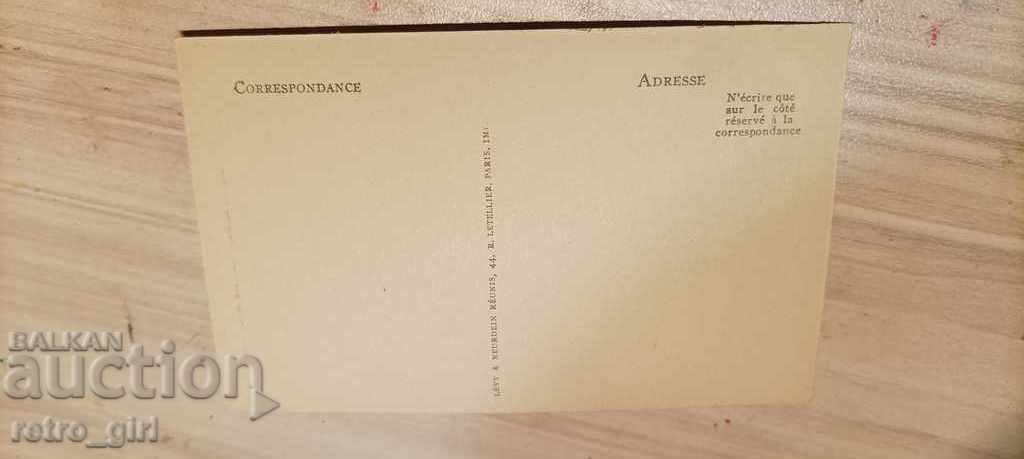 CORRESPONDANCE
ADRESSE
N'écrire que
sur le côté
réservé à la
correspondance
LÉVY & NEURDEIN RÉUNIS, 44, R. LETELLIER, PARIS, IM
BALKAN
auction
retro_girl